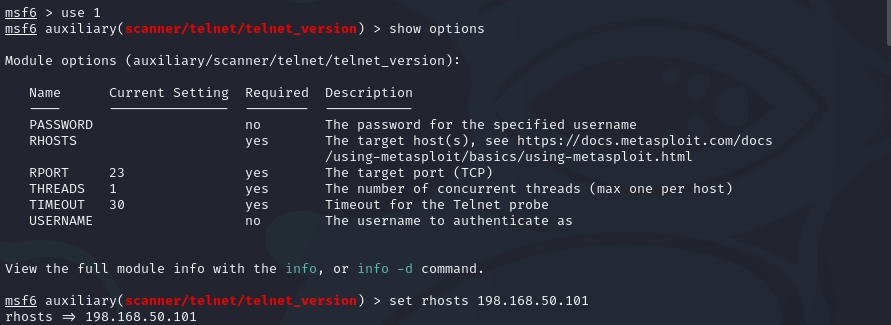 msf6 > use 1
msf6 auxiliary(scanner/telnet/telnet_version) > show options
Module options (auxiliary/scanner/telnet/telnet_version):
Name Current Setting Required Description
PASSWORD no The password for the specified username
RHOSTS yes The target host(s), see https://docs.metasploit.com/docs
/using-metasploit/basics/using-metasploit.html
RPORT 23 yes The target port (TCP)
THREADS 1 yes The number of concurrent threads (max one per host)
TIMEOUT 30 yes Timeout for the Telnet probe
USERNAME no The username to authenticate as
View the full module info with the info, or info -d command.
msf6 auxiliary(scanner/telnet/telnet_version) > set rhosts 198.168.50.101
rhosts => 198.168.50.101